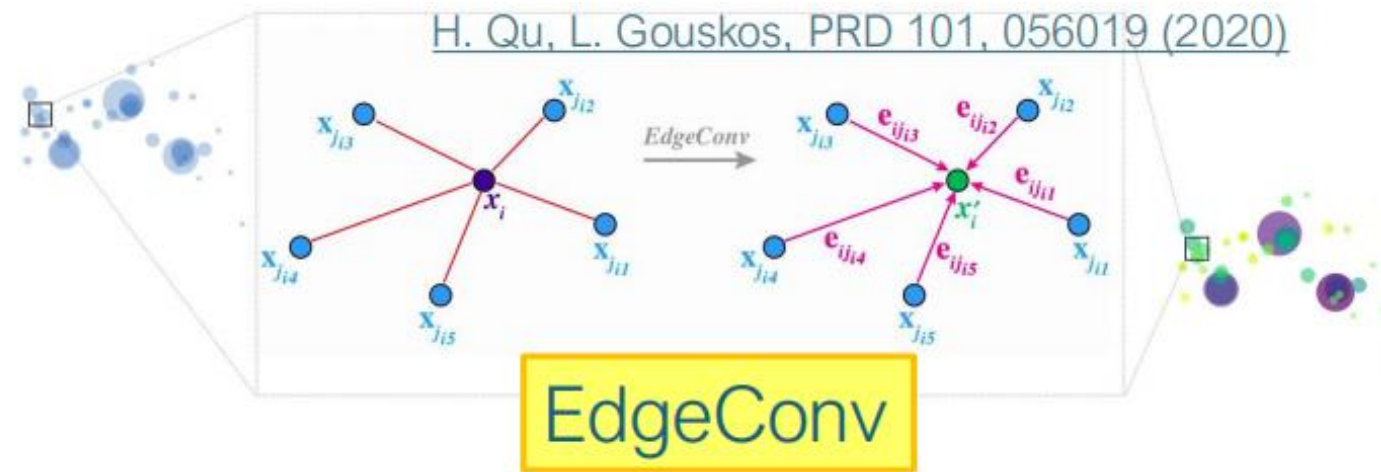 H. Qu, L. Gouskos, PRD 101, 056019 (2020)
x_{j_{i3}} x_{j_{i2}} EdgeConv x_{j_{i3}} e_{ij_{i3}} e_{ij_{i2}} x_{j_{i2}}
x_i e_{ij_{i1}} x'_i
x_{j_{i4}} x_{j_{i1}} x_{j_{i4}} e_{ij_{i4}} e_{ij_{i5}} x_{j_{i1}}
x_{j_{i5}} x_{j_{i5}}
EdgeConv